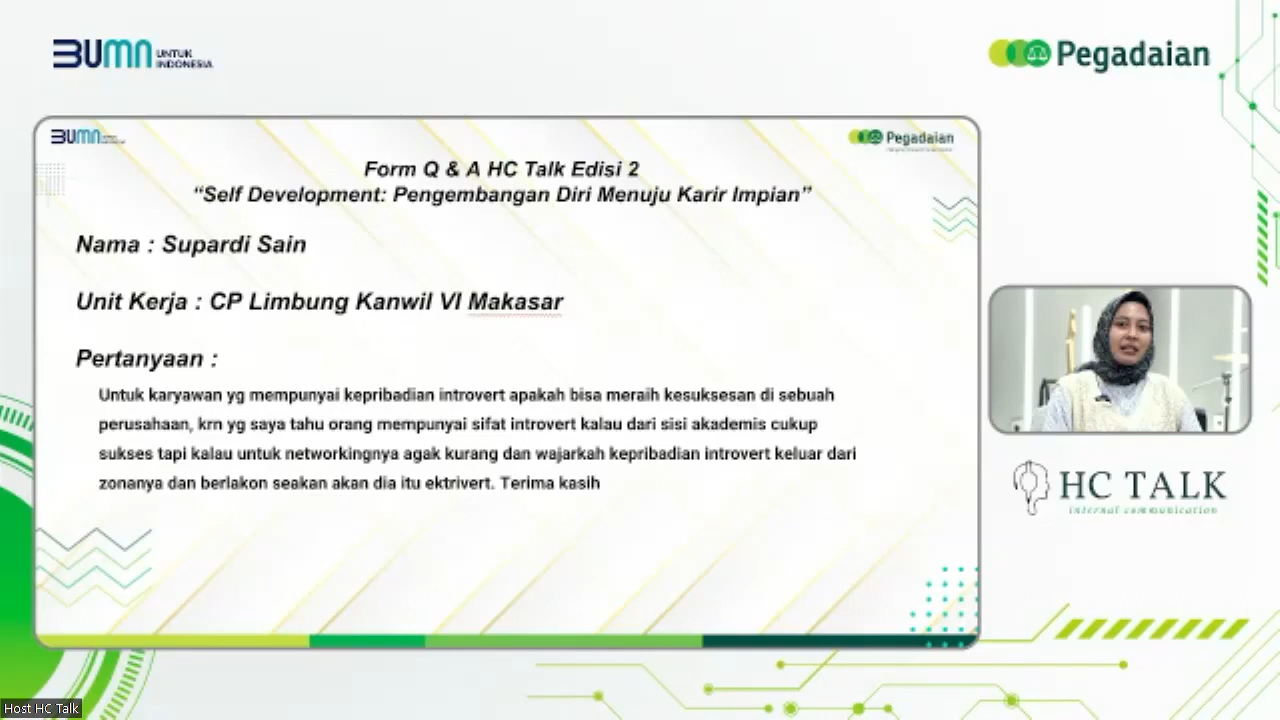 BUMN UNTUK
INDONESIA
Pegadaian
BUMN
Pegadaian
Form Q & A HC Talk Edisi 2
“Self Development: Pengembangan Diri Menuju Karir Impian”
Nama : Supardi Sain
Unit Kerja : CP Limbung Kanwil VI Makasar
Pertanyaan :
Untuk karyawan yg mempunyai kepribadian introvert apakah bisa meraih kesuksesan di sebuah
perusahaan, krn yg saya tahu orang mempunyai sifat introvert kalau dari sisi akademis cukup
sukses tapi kalau untuk networkingnya agak kurang dan wajarkah kepribadian introvert keluar dari
zonanya dan berlakon seakan akan dia itu ektrivert. Terima kasih
HC TALK
internal communication
Host HC Talk